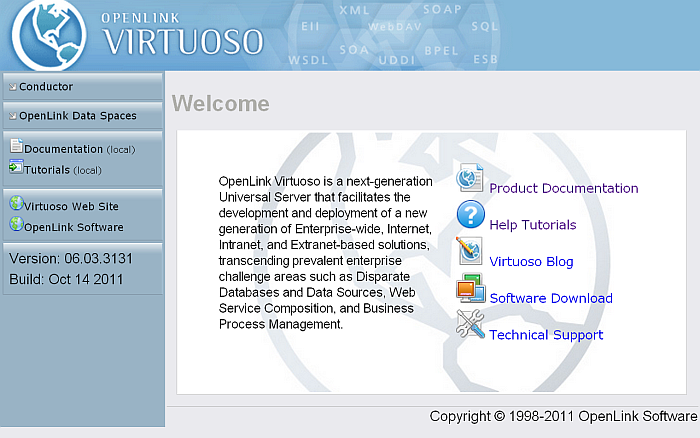 OPENLINK
VIRTUOSO
XML
SOAP
EII
WebDAV
SQL
SOA
BPEL
WSDL
UDDI
ESB
Conductor
OpenLink Data Spaces
Documentation (local)
Tutorials (local)
Virtuoso Web Site
OpenLink Software
Version: 06.03.3131
Build: Oct 14 2011
Welcome
OpenLink Virtuoso is a next-generation
Universal Server that facilitates the
development and deployment of a new
generation of Enterprise-wide, Internet,
Intranet, and Extranet-based solutions,
transcending prevalent enterprise
challenge areas such as Disparate
Databases and Data Sources, Web
Service Composition, and Business
Process Management.
Product Documentation
Help Tutorials
Virtuoso Blog
Software Download
Technical Support
Copyright © 1998-2011 OpenLink Software